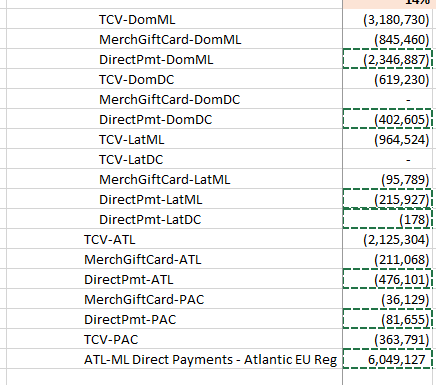 14%
TCV-DomML (3,180,730)
MerchGiftCard-DomML (845,460)
DirectPmt-DomML (2,346,887)
TCV-DomDC (619,230)
MerchGiftCard-DomDC -
DirectPmt-DomDC (402,605)
TCV-LatML (964,524)
TCV-LatDC -
MerchGiftCard-LatML (95,789)
DirectPmt-LatML (215,927)
DirectPmt-LatDC (178)
TCV-ATL (2,125,304)
MerchGiftCard-ATL (211,068)
DirectPmt-ATL (476,101)
MerchGiftCard-PAC (36,129)
DirectPmt-PAC (81,655)
TCV-PAC (363,791)
ATL-ML Direct Payments - Atlantic EU Reg 6,049,127